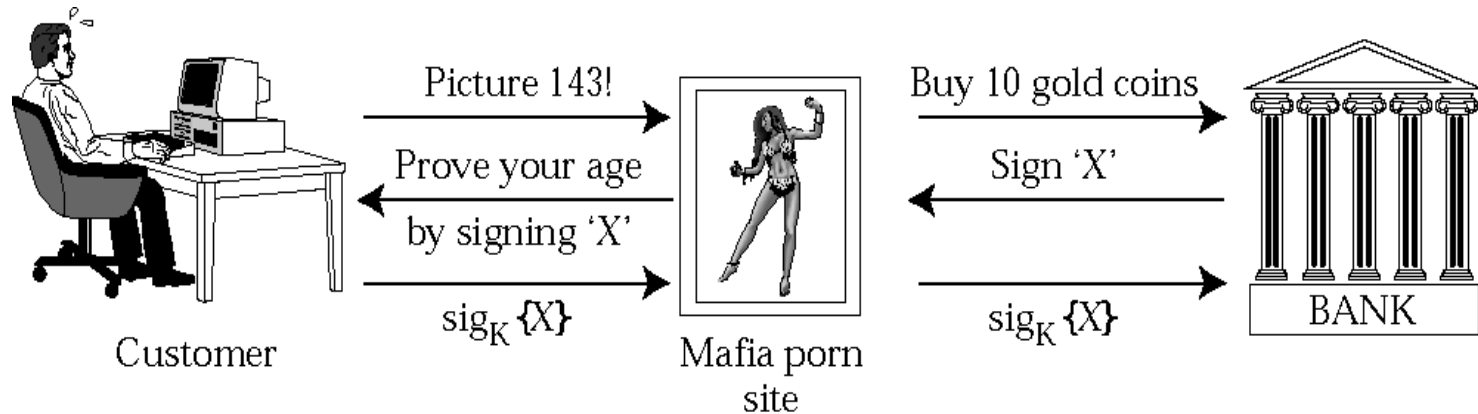 Picture 143!
Prove your age
by signing ‘X’
sigK {X}
Customer
Mafia porn
site
Buy 10 gold coins
Sign ‘X’
sigK {X}
BANK